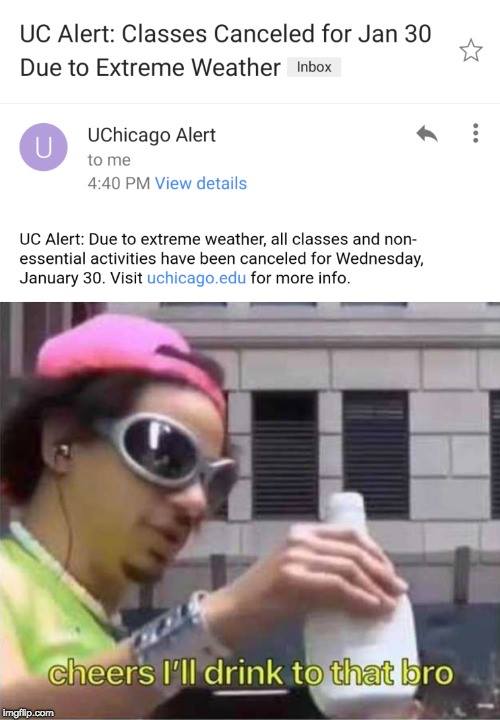 UC Alert: Classes Canceled for Jan 30
Due to Extreme Weather Inbox
U
UChicago Alert
to me
4:40 PM View details
UC Alert: Due to extreme weather, all classes and non-
essential activities have been canceled for Wednesday,
January 30. Visit uchicago.edu for more info.
cheers I'll drink to that bro
imgflip.com